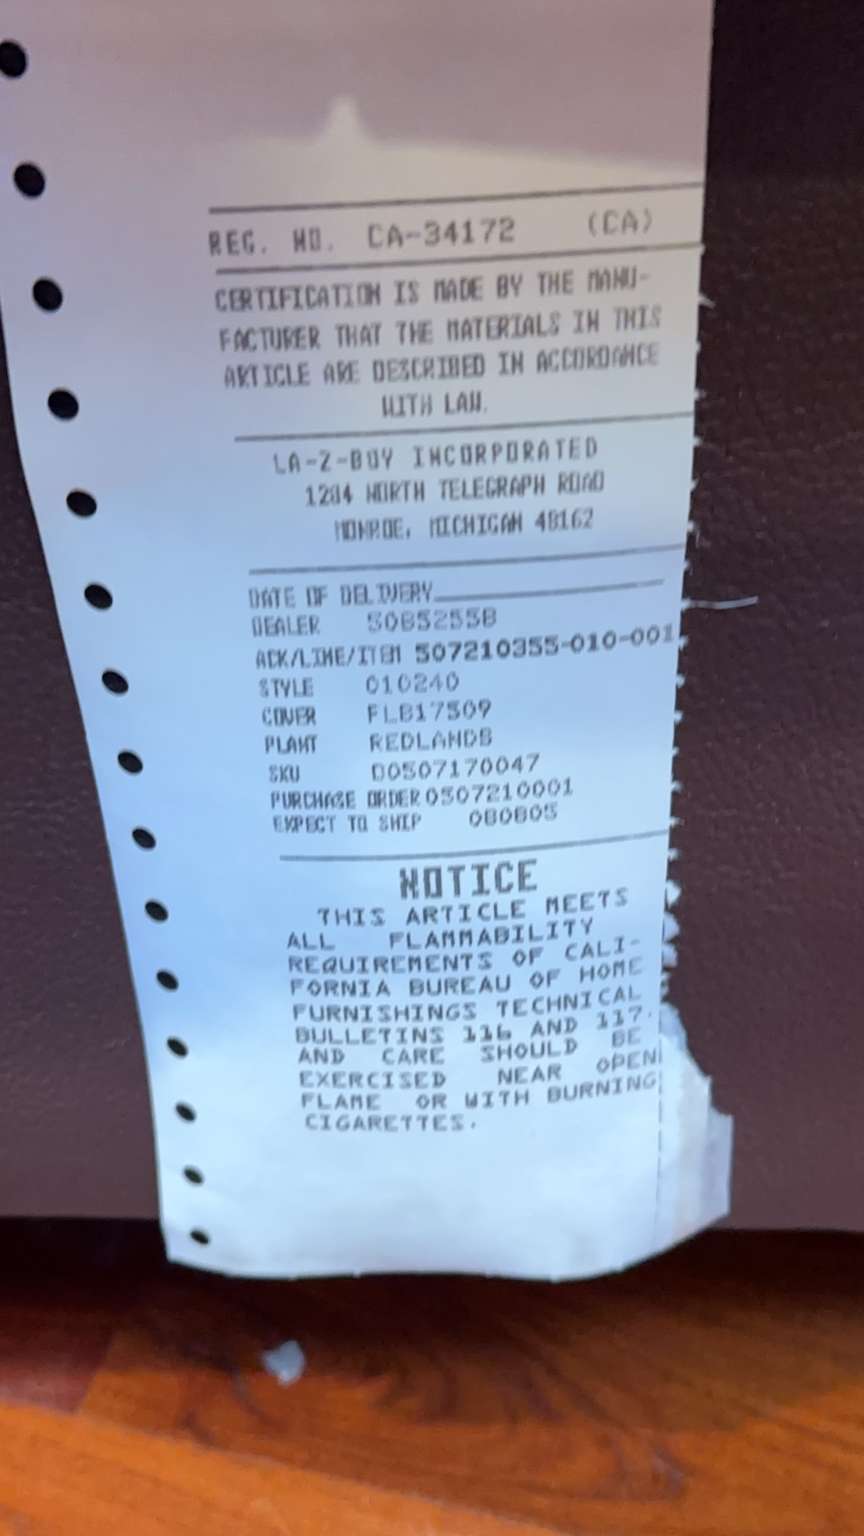 REG. NO. CA-34172 (CA)
CERTIFICATION IS MADE BY THE MANU-
FACTURER THAT THE MATERIALS IN THIS
ARTICLE ARE DESCRIBED IN ACCORDANCE
WITH LAW.
LA-Z-BOY INCORPORATED
1284 NORTH TELEGRAPH ROAD
MONROE, MICHIGAN 48162
DATE OF DELIVERY
DEALER 50852558
ACK/LINE/ITEM 507210355-010-001
STYLE 010240
COVER FLB17509
PLANT REDLANDS
SKU D0507170047
PURCHASE ORDER 0507210001
EXPECT TO SHIP 080805
NOTICE
THIS ARTICLE MEETS
ALL FLAMMABILITY
REQUIREMENTS OF CALI-
FORNIA BUREAU OF HOME
FURNISHINGS TECHNICAL
BULLETINS 116 AND 117.
AND CARE SHOULD BE
EXERCISED NEAR OPEN
FLAME OR WITH BURNING
CIGARETTES.